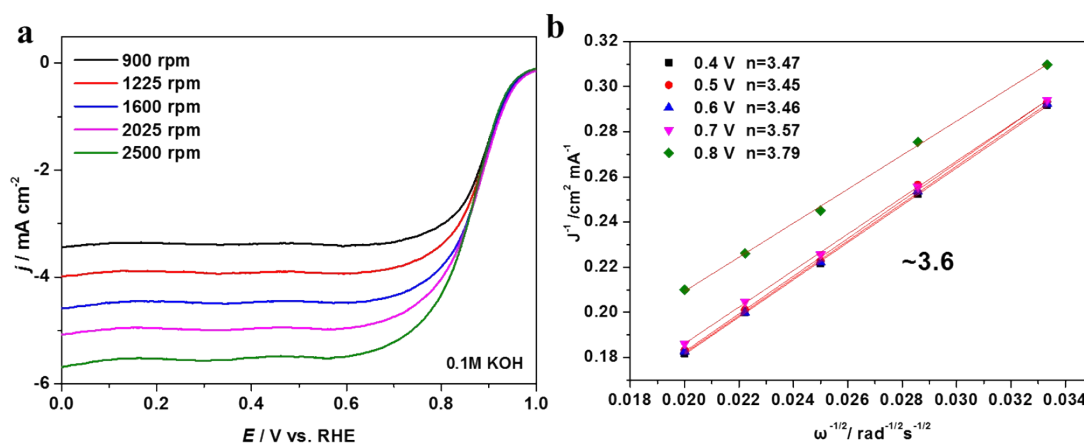 a
900 rpm
1225 rpm
1600 rpm
2025 rpm
2500 rpm
0
-2
-4
-6
j / mA cm-2
0.1M KOH
0.0 0.2 0.4 0.6 0.8 1.0
E / V vs. RHE
b
0.4 V n=3.47
0.5 V n=3.45
0.6 V n=3.46
0.7 V n=3.57
0.8 V n=3.79
0.32
0.30
0.28
0.26
0.24
0.22
0.20
0.18
J-1 /cm2 mA-1
~3.6
0.018 0.020 0.022 0.024 0.026 0.028 0.030 0.032 0.034
ω-1/2/ rad-1/2s-1/2